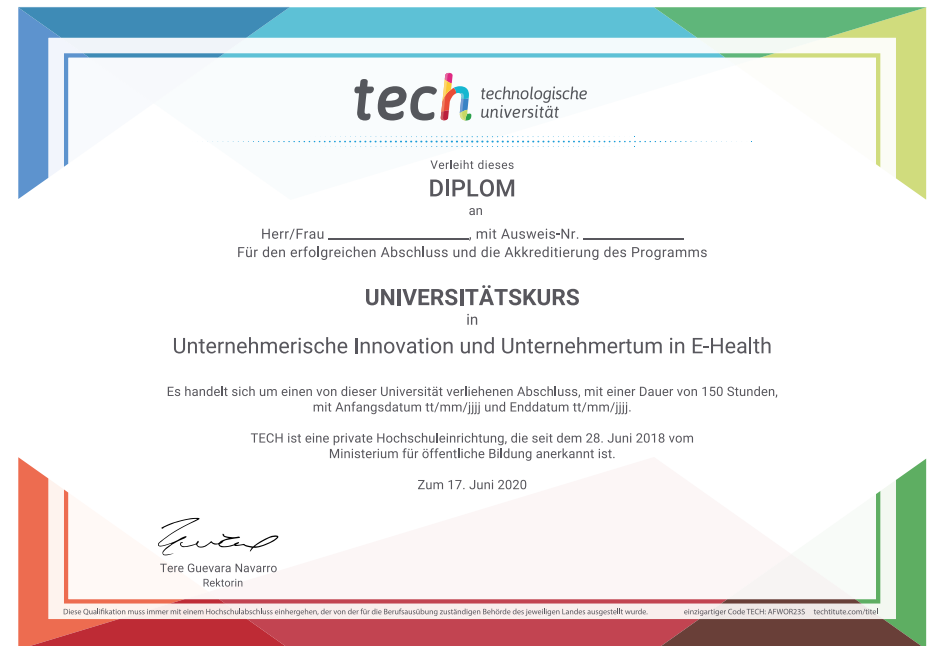 tech technologische
universität
Verleiht dieses
DIPLOM
an
Herr/Frau ________________, mit Ausweis-Nr. ____________
Für den erfolgreichen Abschluss und die Akkreditierung des Programms
UNIVERSITÄTSKURS
in
Unternehmerische Innovation und Unternehmertum in E-Health
Es handelt sich um einen von dieser Universität verliehenen Abschluss, mit einer Dauer von 150 Stunden,
mit Anfangsdatum tt/mm/jjjj und Enddatum tt/mm/jjjj.
TECH ist eine private Hochschuleinrichtung, die seit dem 28. Juni 2018 vom
Ministerium für öffentliche Bildung anerkannt ist.
Zum 17. Juni 2020
Tere Guevara Navarro
Rektorin
Diese Qualifikation muss immer mit einem Hochschulabschluss einhergehen, der von der für die Berufsausübung zuständigen Behörde des jeweiligen Landes ausgestellt wurde. einzigartiger Code TECH: AFWOR23S techtitute.com/titel